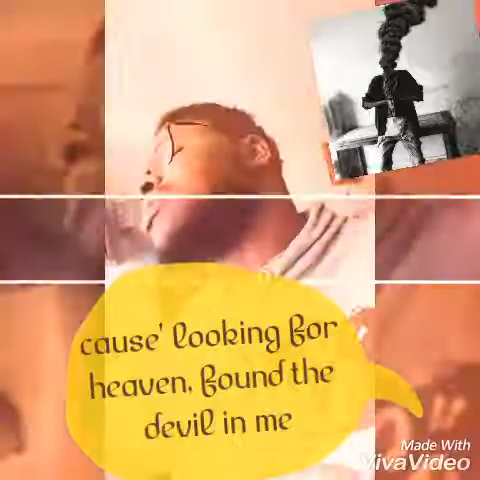 cause' looking for
heaven, found the
devil in me
Made With
VivaVideo